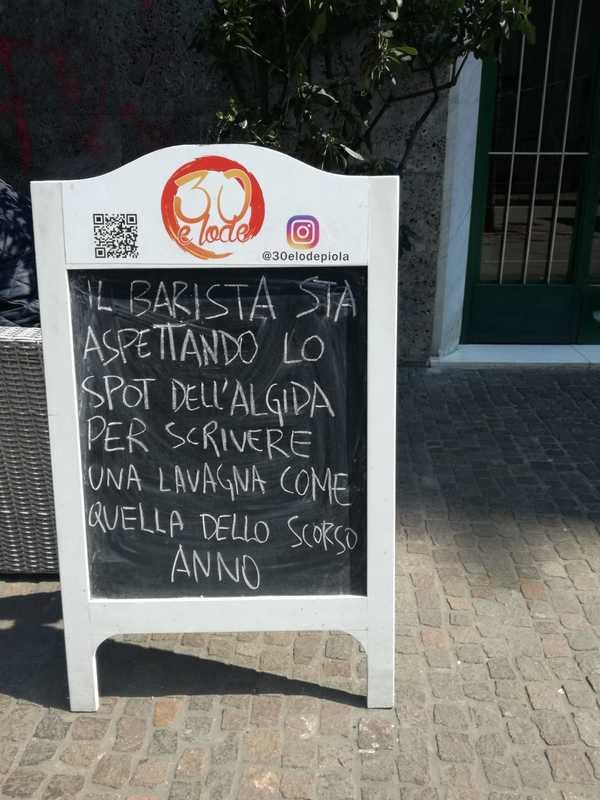 30
e lode
@30elodepiola
IL BARISTA STA
ASPETTANDO LO
SPOT DELL'ALGIDA
PER SCRIVERE
UNA LAVAGNA COME
QUELLA DELLO SCORSO
ANNO